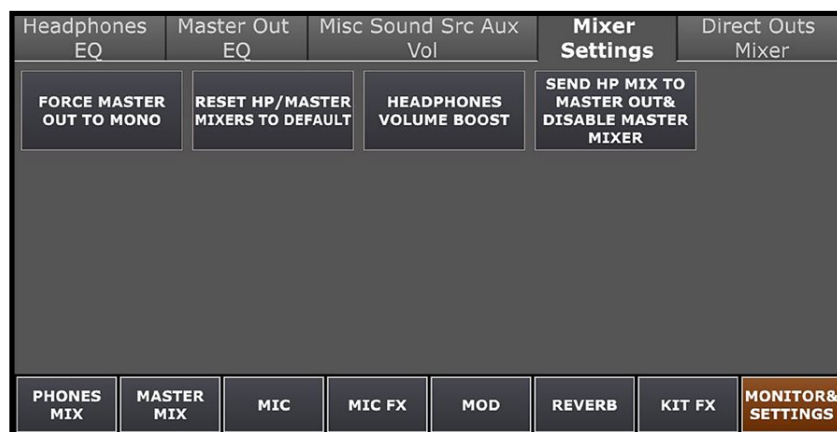 Headphones EQ
Master Out EQ
Misc Sound Src Aux Vol
Mixer Settings
Direct Outs Mixer
FORCE MASTER
OUT TO MONO
RESET HP/MASTER
MIXERS TO DEFAULT
HEADPHONES
VOLUME BOOST
SEND HP MIX TO
MASTER OUT&
DISABLE MASTER
MIXER
PHONES
MIX
MASTER
MIX
MIC
MIC FX
MOD
REVERB
KIT FX
MONITOR&
SETTINGS